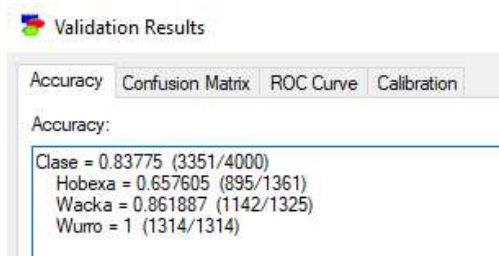 Validation Results
Accuracy Confusion Matrix ROC Curve Calibration
Accuracy:
Clase = 0.83775 (3351/4000)
Hobexa = 0.657605 (895/1361)
Wacka = 0.861887 (1142/1325)
Wurro = 1 (1314/1314)